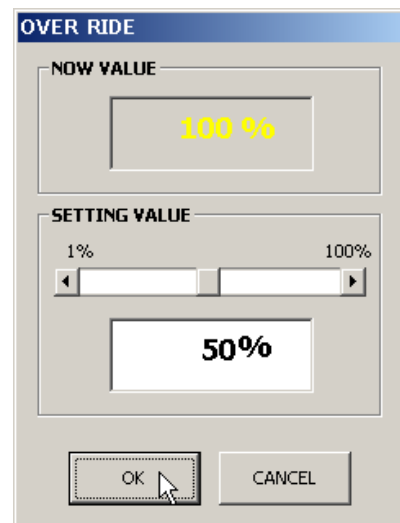 OVER RIDE
NOW VALUE
100 %
SETTING VALUE
1% 100%
50%
OK CANCEL